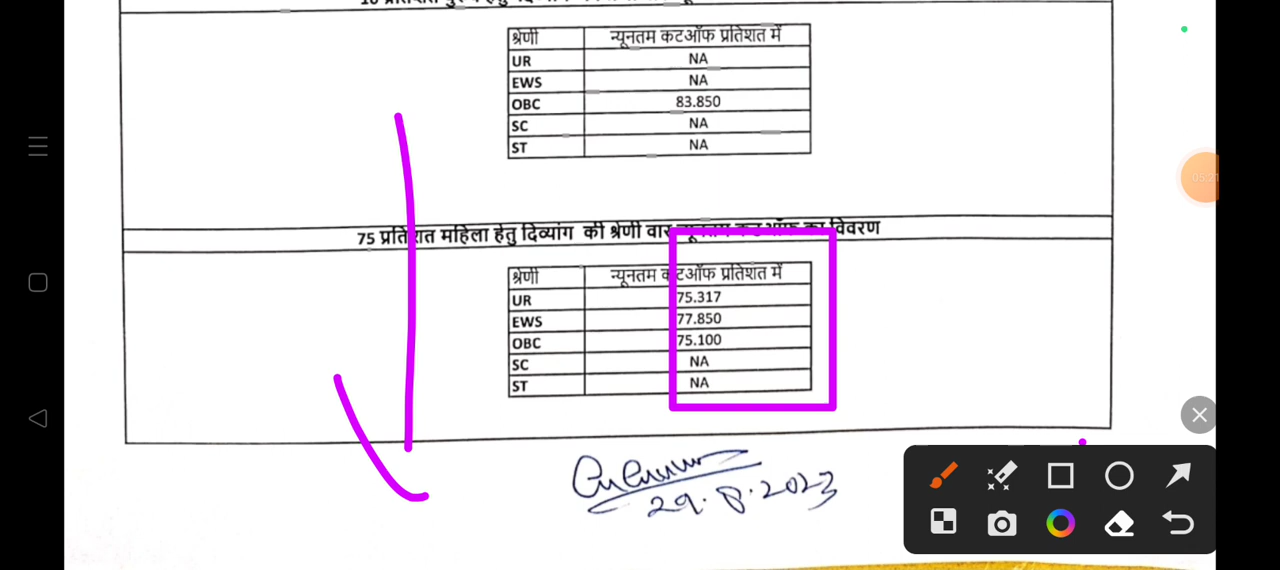 श्रेणी न्यूनतम कटऑफ प्रतिशत में
UR NA
EWS NA
OBC 83.850
SC NA
ST NA
75 प्रतिशत महिला हेतु दिव्यांग की श्रेणी वार न्यूनतम कटऑफ का विवरण
श्रेणी न्यूनतम कटऑफ प्रतिशत में
UR 75.317
EWS 77.850
OBC 75.100
SC NA
ST NA
29.8.2023